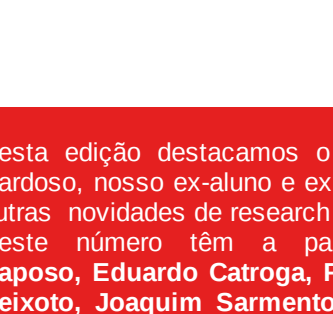 esta edição destacamos o
ardoso, nosso ex-aluno e ex
utras novidades de research
este número têm a pa
aposo, Eduardo Catroga,
eixoto, Joaquim Sarmento